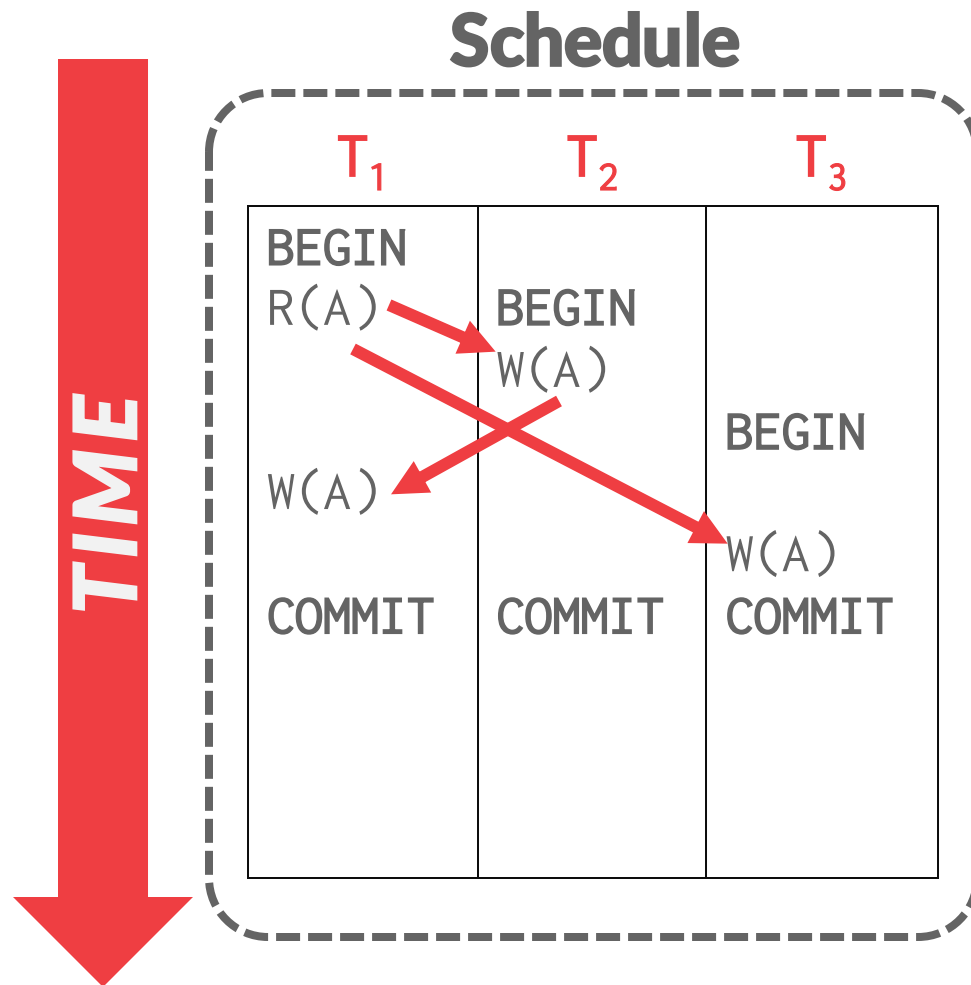 Schedule
TIME
T1 T2 T3
BEGIN
R(A) BEGIN
W(A)
BEGIN
W(A)
W(A)
COMMIT COMMIT COMMIT